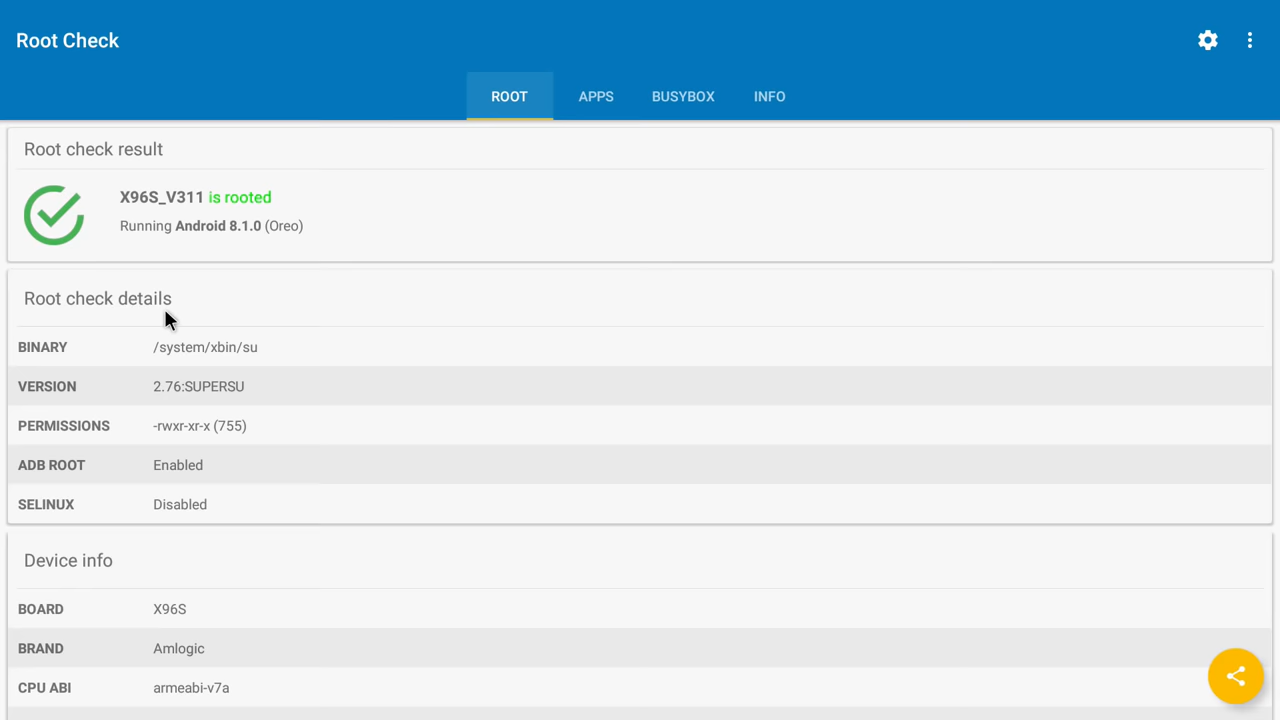 Root Check
ROOT APPS BUSYBOX INFO
Root check result
X96S_V311 is rooted
Running Android 8.1.0 (Oreo)
Root check details
BINARY /system/xbin/su
VERSION 2.76:SUPERSU
PERMISSIONS -rwxr-xr-x (755)
ADB ROOT Enabled
SELINUX Disabled
Device info
BOARD X96S
BRAND Amlogic
CPU ABI armeabi-v7a